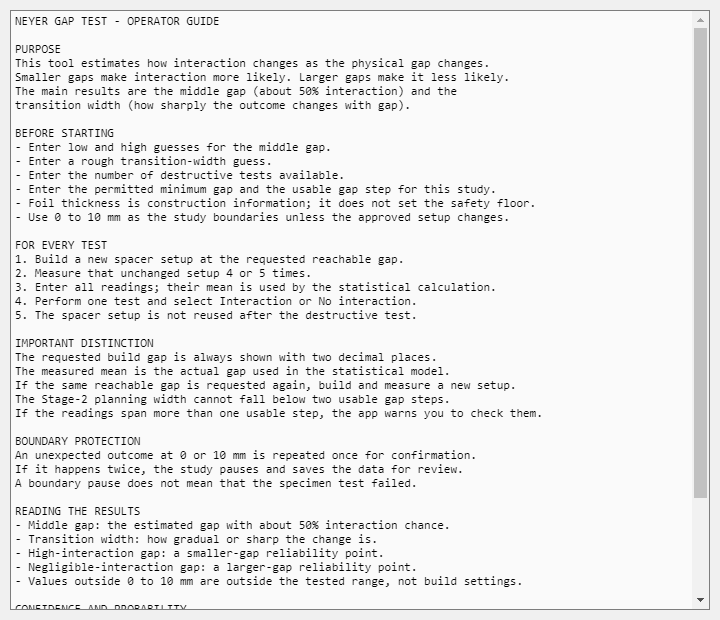 NEYER GAP TEST - OPERATOR GUIDE
PURPOSE
This tool estimates how interaction changes as the physical gap changes.
Smaller gaps make interaction more likely. Larger gaps make it less likely.
The main results are the middle gap (about 50% interaction) and the
transition width (how sharply the outcome changes with gap).
BEFORE STARTING
- Enter low and high guesses for the middle gap.
- Enter a rough transition-width guess.
- Enter the number of destructive tests available.
- Enter the permitted minimum gap and the usable gap step for this study.
- Foil thickness is construction information; it does not set the safety floor.
- Use 0 to 10 mm as the study boundaries unless the approved setup changes.
FOR EVERY TEST
1. Build a new spacer setup at the requested reachable gap.
2. Measure that unchanged setup 4 or 5 times.
3. Enter all readings; their mean is used by the statistical calculation.
4. Perform one test and select Interaction or No interaction.
5. The spacer setup is not reused after the destructive test.
IMPORTANT DISTINCTION
The requested build gap is always shown with two decimal places.
The measured mean is the actual gap used in the statistical model.
If the same reachable gap is requested again, build and measure a new setup.
The Stage-2 planning width cannot fall below two usable gap steps.
If the readings span more than one usable step, the app warns you to check them.
BOUNDARY PROTECTION
An unexpected outcome at 0 or 10 mm is repeated once for confirmation.
If it happens twice, the study pauses and saves the data for review.
A boundary pause does not mean that the specimen test failed.
READING THE RESULTS
- Middle gap: the estimated gap with about 50% interaction chance.
- Transition width: how gradual or sharp the change is.
- High-interaction gap: a smaller-gap reliability point.
- Negligible-interaction gap: a larger-gap reliability point.
- Values outside 0 to 10 mm are outside the tested range, not build settings.
CONFIDENCE AND PROBABILITY